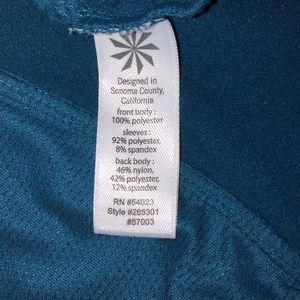 Designed in
Sonoma County,
California
front body :
100% polyester
sleeves :
92% polyester,
8% spandex
back body :
46% nylon,
42% polyester,
12% spandex
RN #54023
Style #265301
#57003